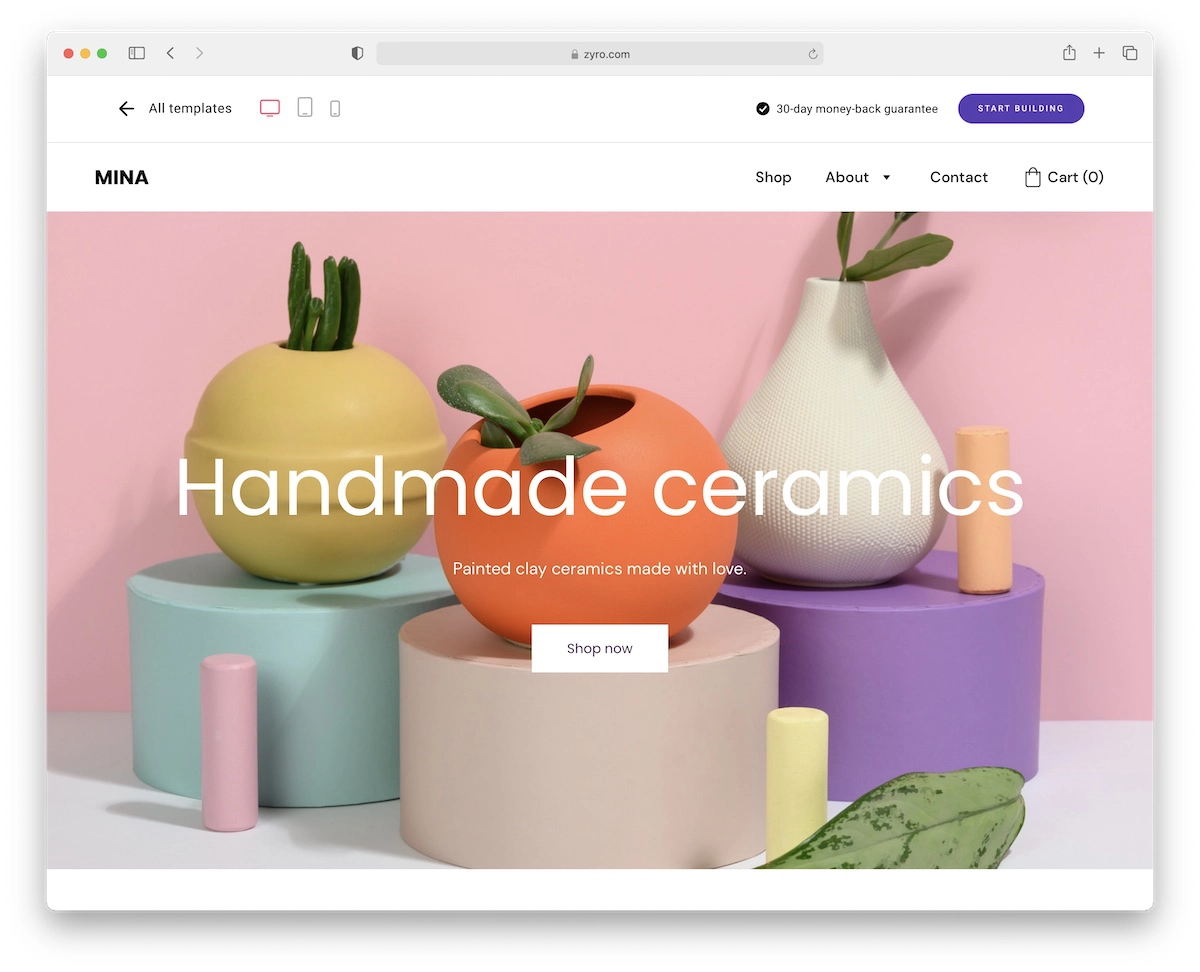 zyro.com
All templates
30-day money-back guarantee
START BUILDING
MINA
Shop
About
Contact
Cart (0)
Handmade ceramics
Painted clay ceramics made with love.
Shop now